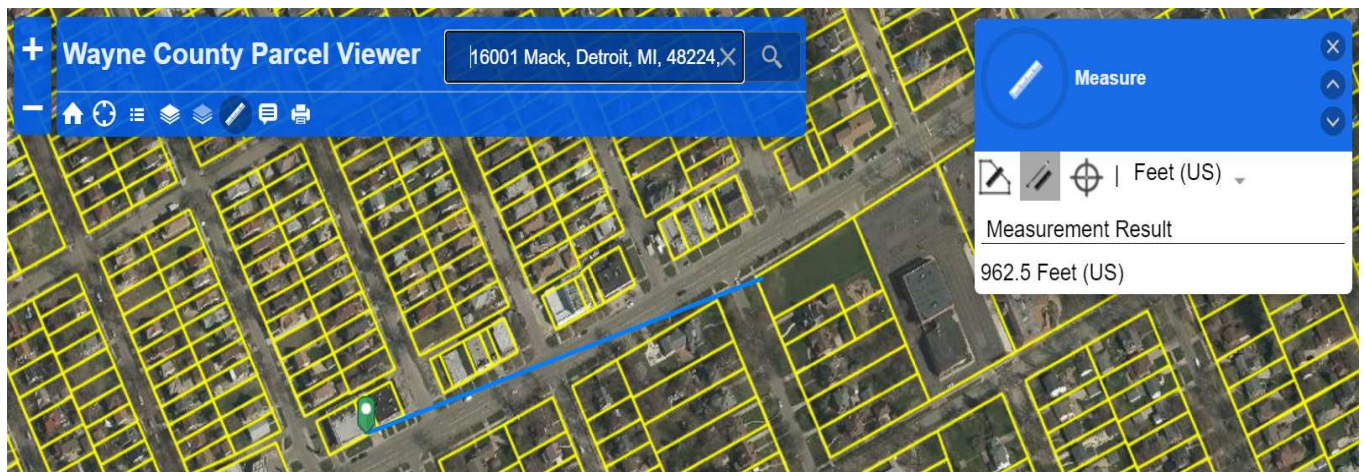 Wayne County Parcel Viewer
16001 Mack, Detroit, MI, 48224,
Measure
| Feet (US)
Measurement Result
962.5 Feet (US)